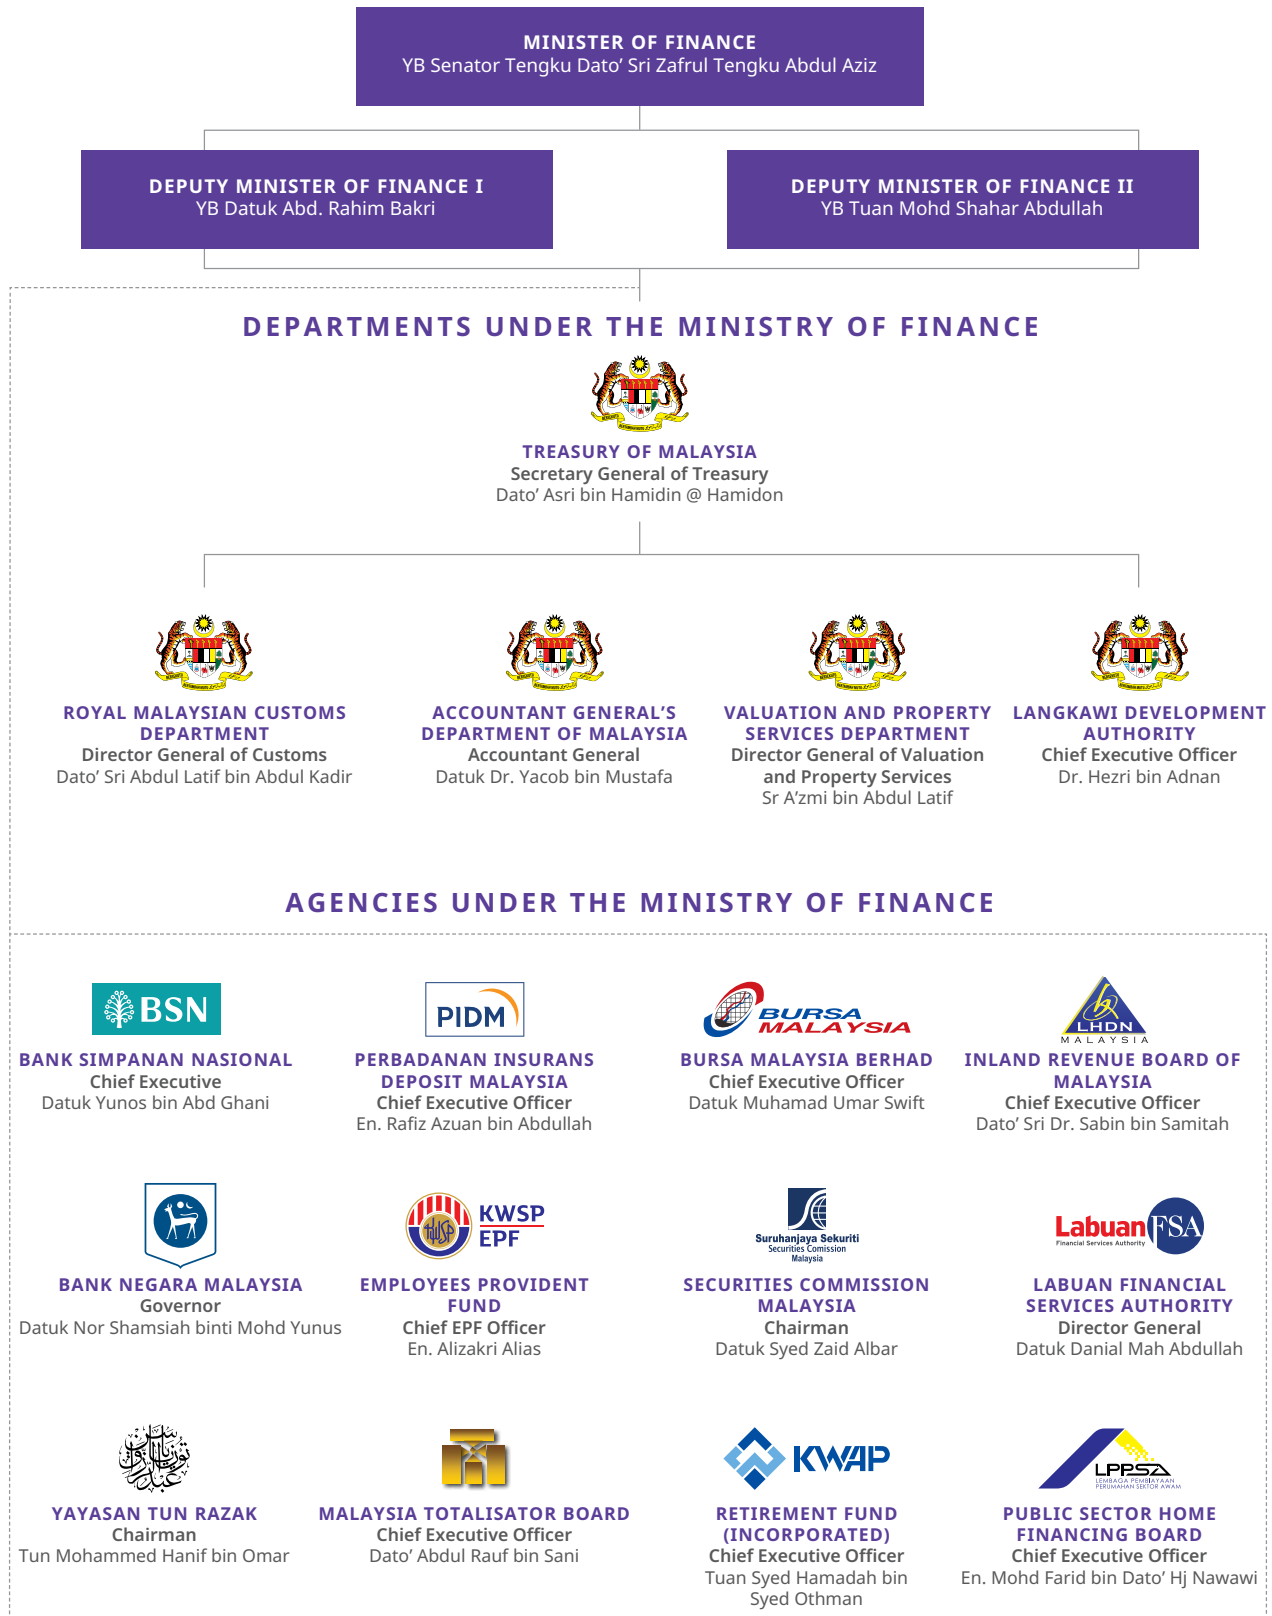 MINISTER OF FINANCE
YB Senator Tengku Dato’ Sri Zafrul Tengku Abdul Aziz
DEPUTY MINISTER OF FINANCE I
YB Datuk Abd. Rahim Bakri
DEPUTY MINISTER OF FINANCE II
YB Tuan Mohd Shahar Abdullah
DEPARTMENTS UNDER THE MINISTRY OF FINANCE
TREASURY OF MALAYSIA
Secretary General of Treasury
Dato’ Asri bin Hamidin @ Hamidon
ROYAL MALAYSIAN CUSTOMS
DEPARTMENT
Director General of Customs
Dato’ Sri Abdul Latif bin Abdul Kadir
ACCOUNTANT GENERAL’S
DEPARTMENT OF MALAYSIA
Accountant General
Datuk Dr. Yacob bin Mustafa
VALUATION AND PROPERTY
SERVICES DEPARTMENT
Director General of Valuation
and Property Services
Sr A’zmi bin Abdul Latif
LANGKAWI DEVELOPMENT
AUTHORITY
Chief Executive Officer
Dr. Hezri bin Adnan
AGENCIES UNDER THE MINISTRY OF FINANCE
BSN
BANK SIMPANAN NASIONAL
Chief Executive
Datuk Yunos bin Abd Ghani
PIDM
PERBADANAN INSURANS
DEPOSIT MALAYSIA
Chief Executive Officer
En. Rafiz Azuan bin Abdullah
BURSA
MALAYSIA
BURSA MALAYSIA BERHAD
Chief Executive Officer
Datuk Muhamad Umar Swift
LHDN
MALAYSIA
INLAND REVENUE BOARD OF
MALAYSIA
Chief Executive Officer
Dato’ Sri Dr. Sabin bin Samitah
BANK NEGARA MALAYSIA
Governor
Datuk Nor Shamsiah binti Mohd Yunus
KWSP
EPF
EMPLOYEES PROVIDENT
FUND
Chief EPF Officer
En. Alizakri Alias
Suruhanjaya Sekuriti
Securities Comission
Malaysia
SECURITIES COMMISSION
MALAYSIA
Chairman
Datuk Syed Zaid Albar
Labuan FSA
Financial Services Authority
LABUAN FINANCIAL
SERVICES AUTHORITY
Director General
Datuk Danial Mah Abdullah
YAYASAN TUN RAZAK
Chairman
Tun Mohammed Hanif bin Omar
MALAYSIA TOTALISATOR BOARD
Chief Executive Officer
Dato’ Abdul Rauf bin Sani
KWAP
RETIREMENT FUND
(INCORPORATED)
Chief Executive Officer
Tuan Syed Hamadah bin
Syed Othman
LPPSA
LEMBAGA PEMBIAYAAN
PERUMAHAN SEKTOR AWAM
PUBLIC SECTOR HOME
FINANCING BOARD
Chief Executive Officer
En. Mohd Farid bin Dato’ Hj Nawawi